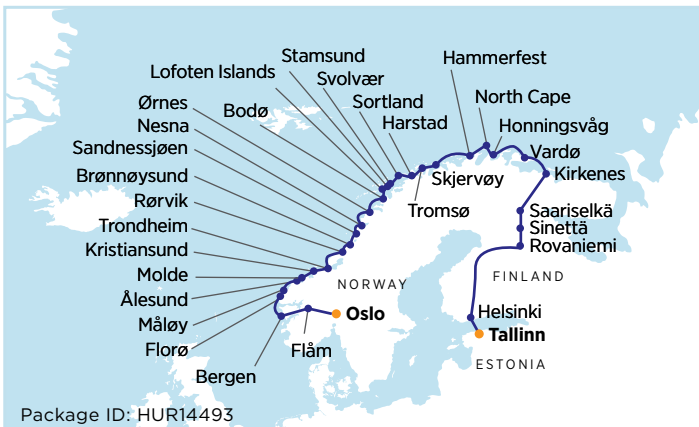 Stamsund
Hammerfest
Lofoten Islands
Svolvær
Ørnes
Bodø
Sortland
North Cape
Nesna
Harstad
Honningsvåg
Sandnessjøen
Vardø
Brønnøysund
Skjervøy
Kirkenes
Rørvik
Tromsø
Saariselkä
Trondheim
Sinettä
Kristiansund
Rovaniemi
Molde
NORWAY
FINLAND
Ålesund
Oslo
Helsinki
Måløy
Tallinn
Florø
Flåm
ESTONIA
Bergen
Package ID: HUR14493